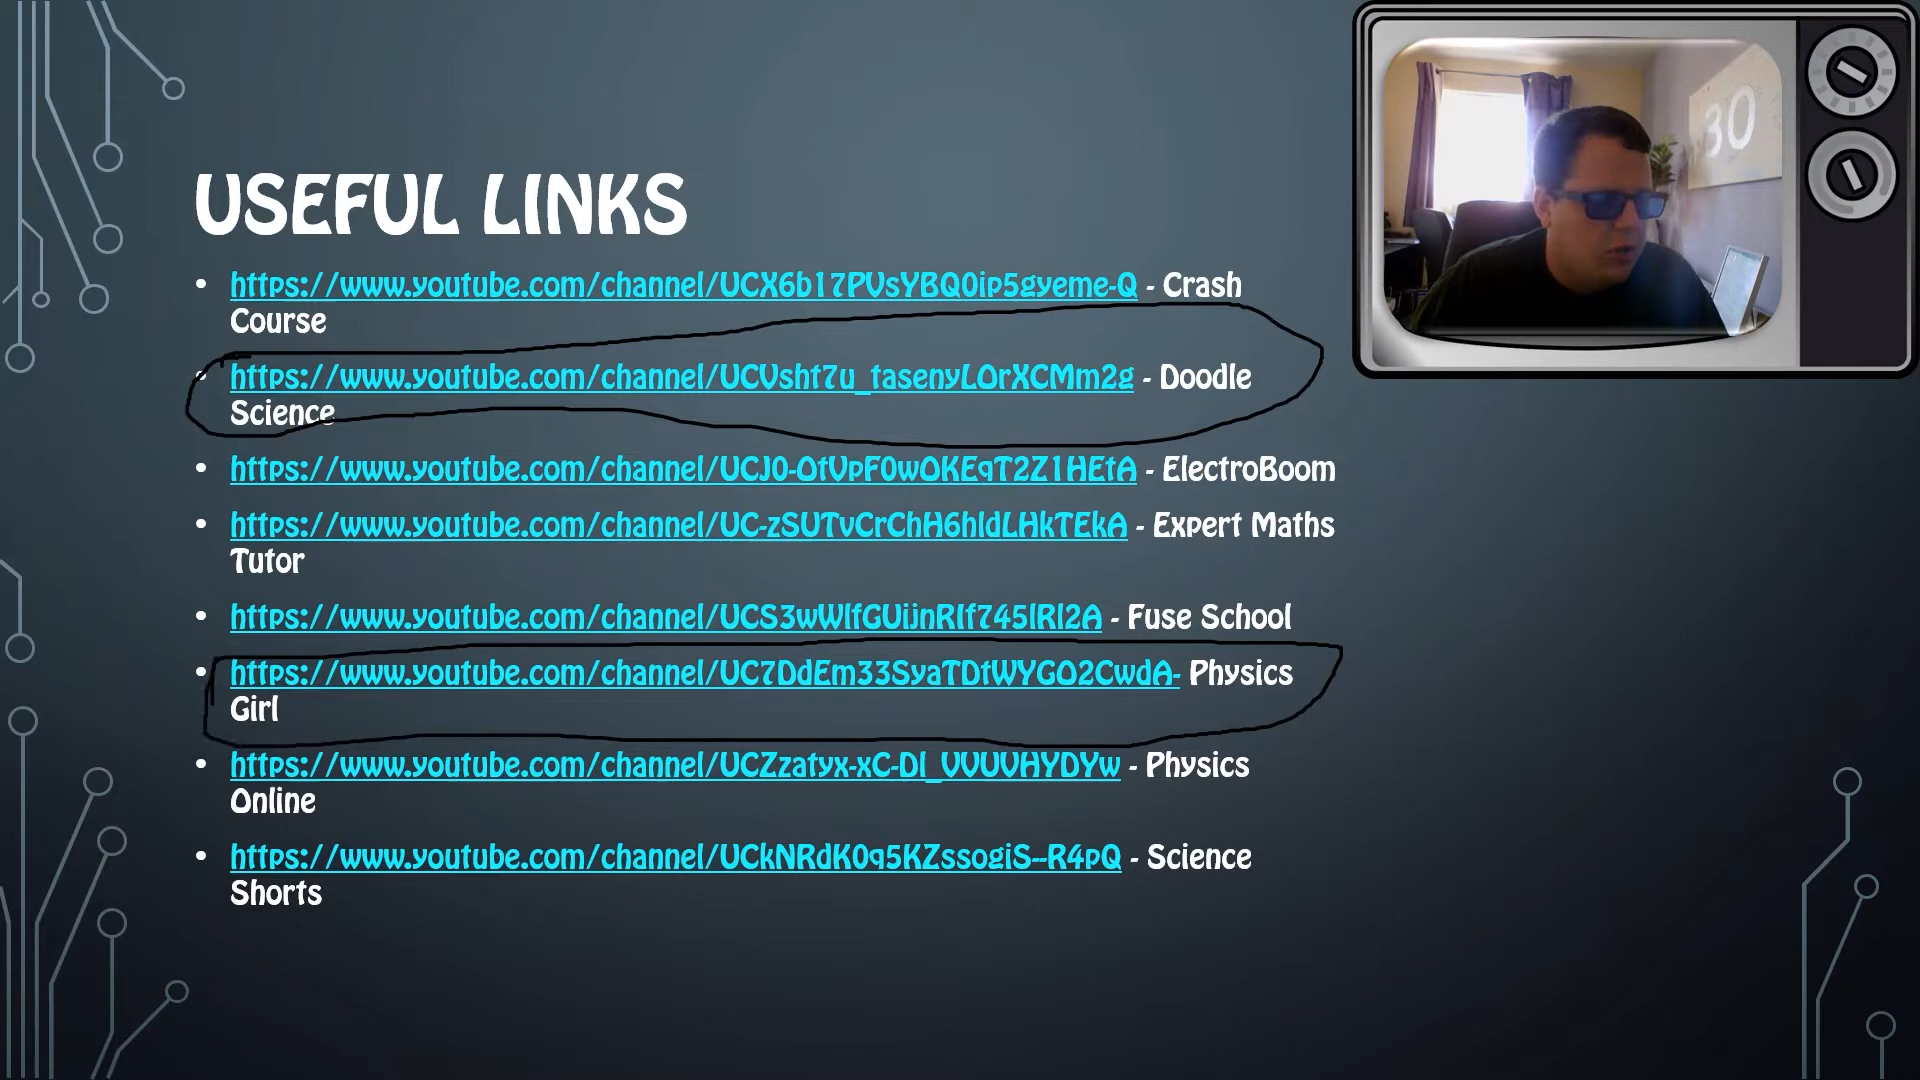 30
USEFUL LINKS
• https://www.youtube.com/channel/UCX6b17PVsYBQ0ip5gyeme-Q - Crash
Course
• https://www.youtube.com/channel/UCVshf7u_fasenyLOrXCMm2g - Doodle
Science
• https://www.youtube.com/channel/UCJ0-OtVpF0wOKEqT2Z1HEtA - ElectroBoom
• https://www.youtube.com/channel/UC-zSUTvCrChH6hldLHkTEkA - Expert Maths
Tutor
• https://www.youtube.com/channel/UCS3wWlfGUijnRlf745lRl2A - Fuse School
• https://www.youtube.com/channel/UC7DdEm33SyaTDtWYGO2CwdA- Physics
Girl
• https://www.youtube.com/channel/UCZzatyx-xC-Dl_VVUVHYDYw - Physics
Online
• https://www.youtube.com/channel/UCkNRdK0q5KZssogiS--R4pQ - Science
Shorts